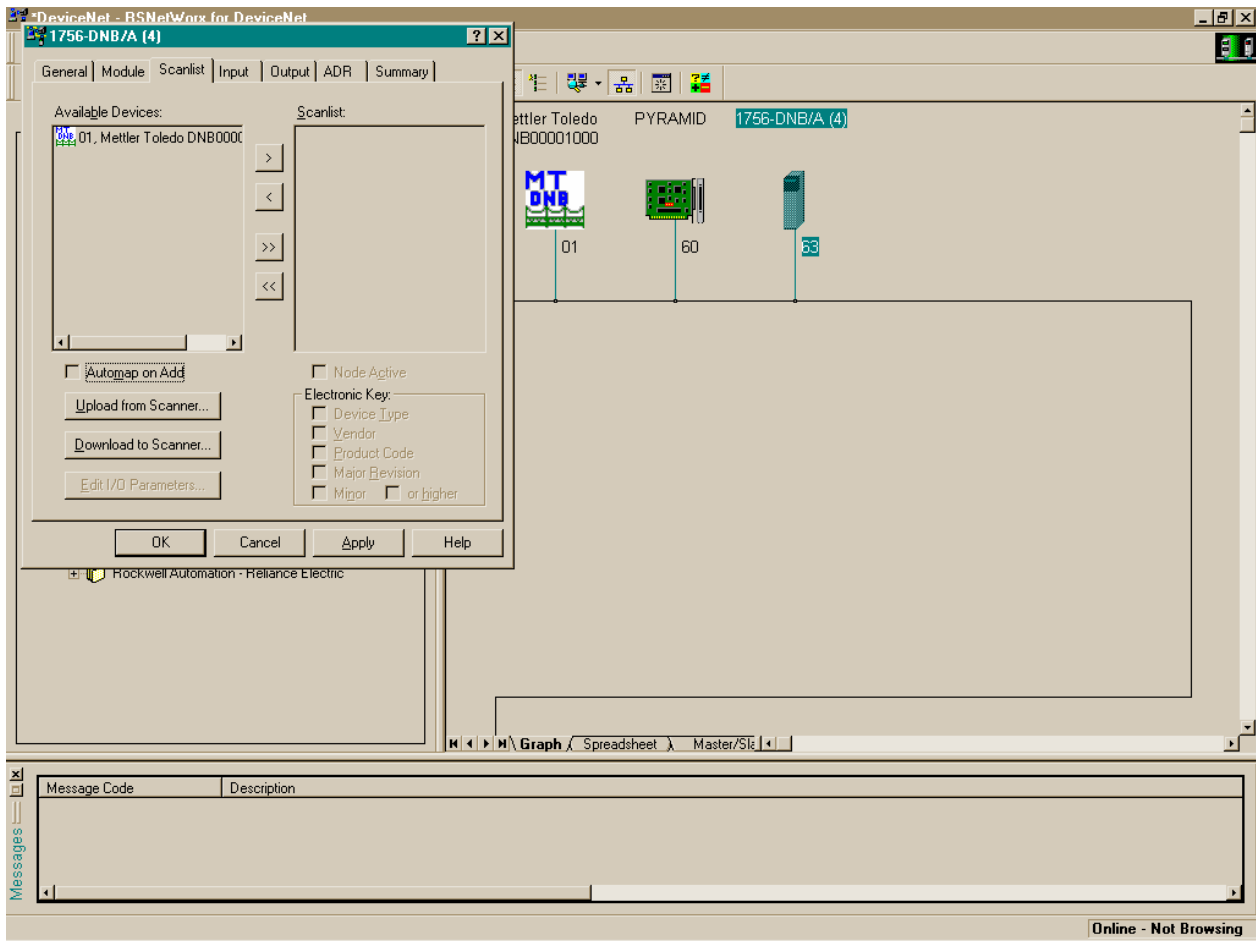 *DeviceNet - RSNetWorx for DeviceNet
1756-DNB/A (4)
General Module Scanlist Input Output ADR Summary
Available Devices:
Scanlist:
01, Mettler Toledo DNB0000
>
<
>>
<<
Automap on Add
Upload from Scanner...
Download to Scanner...
Edit I/O Parameters...
Node Active
Electronic Key:
Device Type
Vendor
Product Code
Major Revision
Minor or higher
OK Cancel Apply Help
Rockwell Automation - Reliance Electric
ettler Toledo PYRAMID 1756-DNB/A (4)
NB00001000
MT
DNB
01 60 63
Graph Spreadsheet Master/Sla
Message Code Description
Messages
Online - Not Browsing